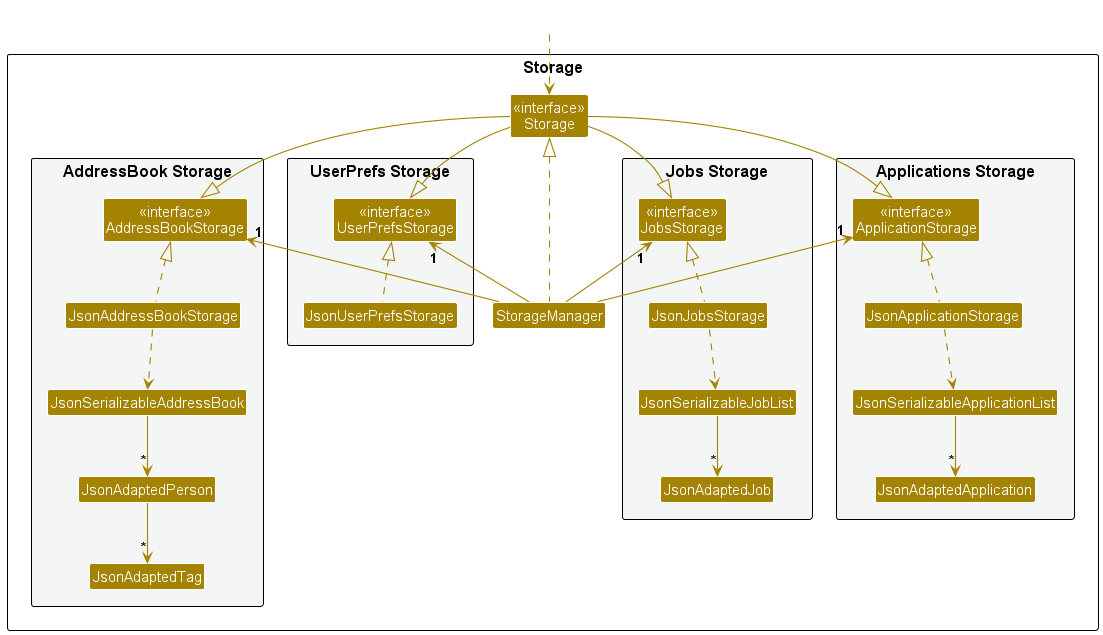 Storage
«interface»
Storage
AddressBook Storage
UserPrefs Storage
Jobs Storage
Applications Storage
«interface»
AddressBookStorage
«interface»
UserPrefsStorage
«interface»
JobsStorage
«interface»
ApplicationStorage
1
1
1
1
JsonAddressBookStorage
JsonUserPrefsStorage
StorageManager
JsonJobsStorage
JsonApplicationStorage
JsonSerializableAddressBook
JsonSerializableJobList
JsonSerializableApplicationList
*
*
*
JsonAdaptedPerson
JsonAdaptedJob
JsonAdaptedApplication
*
JsonAdaptedTag